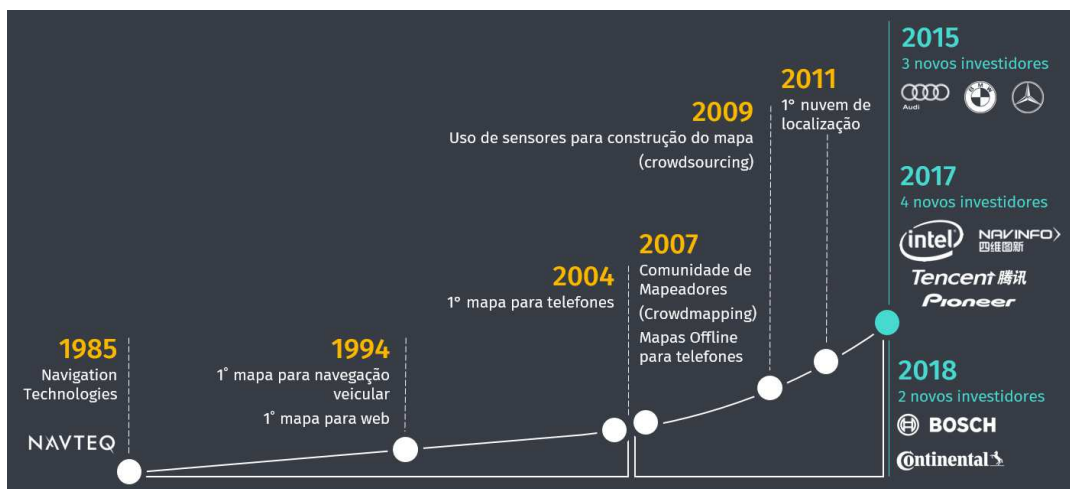 1985
Navigation
Technologies
NAVTEQ
1994
1° mapa para navegação
veicular
1° mapa para web
2004
1° mapa para telefones
2007
Comunidade de
Mapeadores
(Crowdmapping)
Mapas Offline
para telefones
2009
Uso de sensores para construção do mapa
(crowdsourcing)
2011
1° nuvem de
localização
2015
3 novos investidores
Audi
BMW
2017
4 novos investidores
intel
NAVINFO
四维图新
Tencent 腾讯
Pioneer
2018
2 novos investidores
BOSCH
Continental